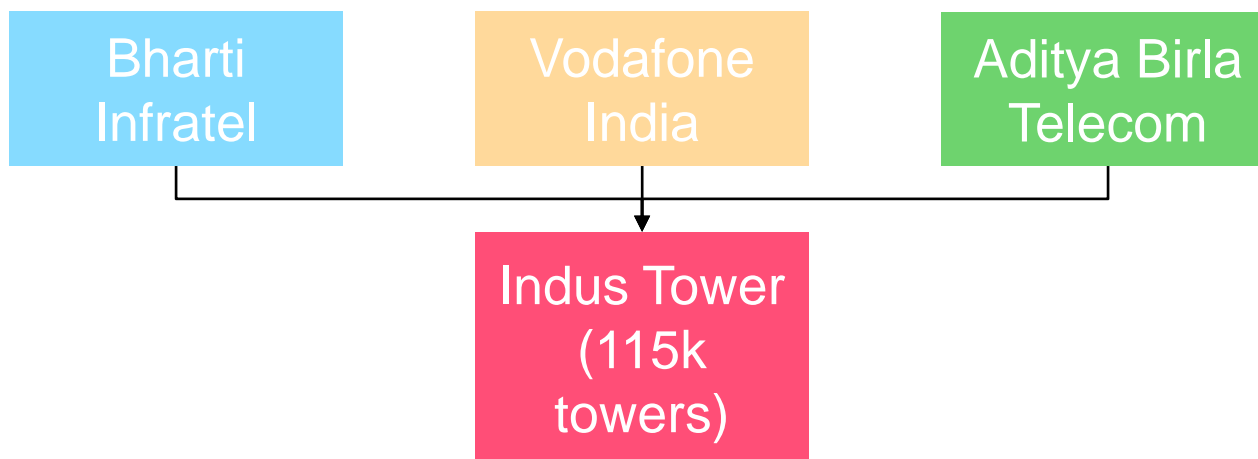 Bharti
Infratel
Vodafone
India
Aditya Birla
Telecom
Indus Tower
(115k
towers)